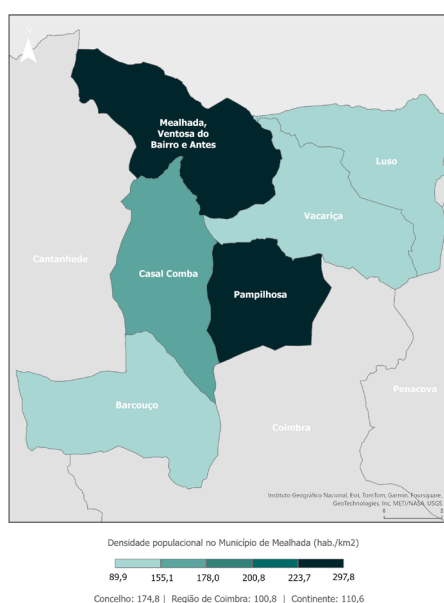 N
Mealhada,
Ventosa do
Bairro e Antes
Luso
Vacariça
Cantanhede
Casal Comba
Pampilhosa
Penacova
Barcouço
Coimbra
Instituto Geográfico Nacional, Esri, TomTom, Garmin, Foursquare,
GeoTechnologies, Inc, METI/NASA, USGS
0 2
Densidade populacional no Município de Mealhada (hab./km2)
89,9 155,1 178,0 200,8 223,7 297,8
Concelho: 174,8 | Região de Coimbra: 100,8 | Continente: 110,6